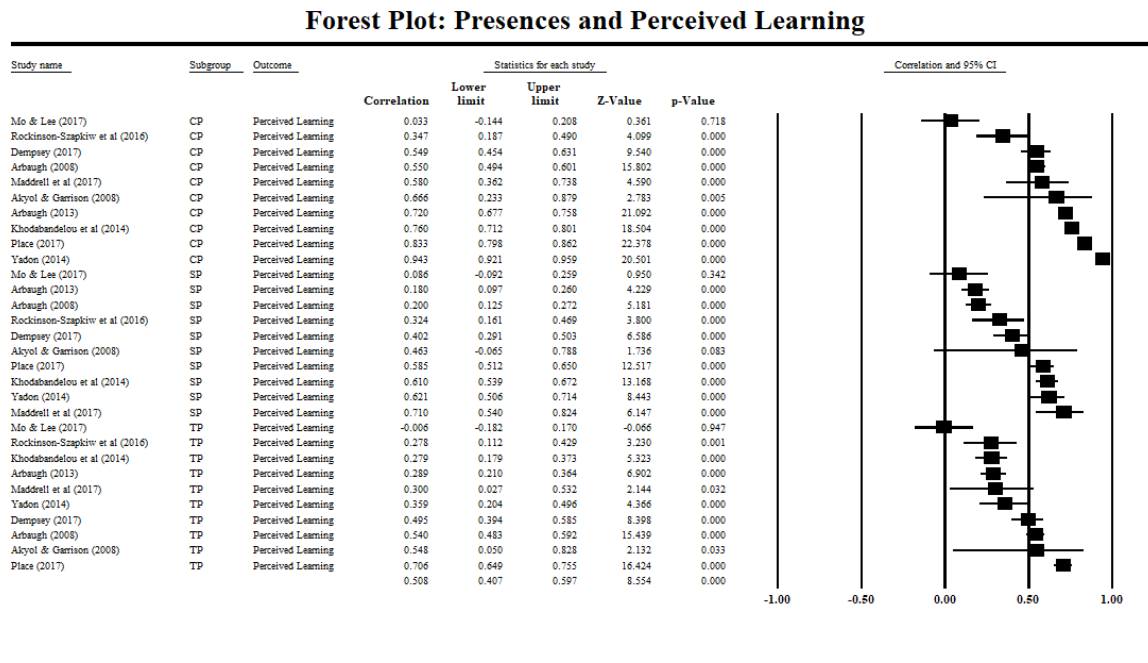 Forest Plot: Presences and Perceived Learning
Study name Subgroup Outcome Statistics for each study Correlation and 95% CI
Lower Upper
Correlation limit limit Z-Value p-Value
Mo & Lee (2017) CP Perceived Learning 0.033 -0.144 0.208 0.361 0.718
Rockinson-Szapkiw et al (2016) CP Perceived Learning 0.347 0.187 0.490 4.099 0.000
Dempsey (2017) CP Perceived Learning 0.549 0.454 0.631 9.540 0.000
Arbaugh (2008) CP Perceived Learning 0.550 0.494 0.601 15.802 0.000
Maddrell et al (2017) CP Perceived Learning 0.580 0.362 0.738 4.590 0.000
Akyol & Garrison (2008) CP Perceived Learning 0.666 0.233 0.879 2.783 0.005
Arbaugh (2013) CP Perceived Learning 0.720 0.677 0.758 21.092 0.000
Khodabandelou et al (2014) CP Perceived Learning 0.760 0.712 0.801 18.504 0.000
Place (2017) CP Perceived Learning 0.833 0.798 0.862 22.378 0.000
Yadon (2014) CP Perceived Learning 0.943 0.921 0.959 20.501 0.000
Mo & Lee (2017) SP Perceived Learning 0.086 -0.092 0.259 0.950 0.342
Arbaugh (2013) SP Perceived Learning 0.180 0.097 0.260 4.229 0.000
Arbaugh (2008) SP Perceived Learning 0.200 0.125 0.272 5.181 0.000
Rockinson-Szapkiw et al (2016) SP Perceived Learning 0.324 0.161 0.469 3.800 0.000
Dempsey (2017) SP Perceived Learning 0.402 0.291 0.503 6.586 0.000
Akyol & Garrison (2008) SP Perceived Learning 0.463 -0.065 0.788 1.736 0.083
Place (2017) SP Perceived Learning 0.585 0.512 0.650 12.517 0.000
Khodabandelou et al (2014) SP Perceived Learning 0.610 0.539 0.672 13.168 0.000
Yadon (2014) SP Perceived Learning 0.621 0.506 0.714 8.443 0.000
Maddrell et al (2017) SP Perceived Learning 0.710 0.540 0.824 6.147 0.000
Mo & Lee (2017) TP Perceived Learning -0.006 -0.182 0.170 -0.066 0.947
Rockinson-Szapkiw et al (2016) TP Perceived Learning 0.278 0.112 0.429 3.230 0.001
Khodabandelou et al (2014) TP Perceived Learning 0.279 0.179 0.373 5.323 0.000
Arbaugh (2013) TP Perceived Learning 0.289 0.210 0.364 6.902 0.000
Maddrell et al (2017) TP Perceived Learning 0.300 0.027 0.532 2.144 0.032
Yadon (2014) TP Perceived Learning 0.359 0.204 0.496 4.366 0.000
Dempsey (2017) TP Perceived Learning 0.495 0.394 0.585 8.398 0.000
Arbaugh (2008) TP Perceived Learning 0.540 0.483 0.592 15.439 0.000
Akyol & Garrison (2008) TP Perceived Learning 0.548 0.050 0.828 2.132 0.033
Place (2017) TP Perceived Learning 0.706 0.649 0.755 16.424 0.000
0.508 0.407 0.597 8.554 0.000
-1.00 -0.50 0.00 0.50 1.00